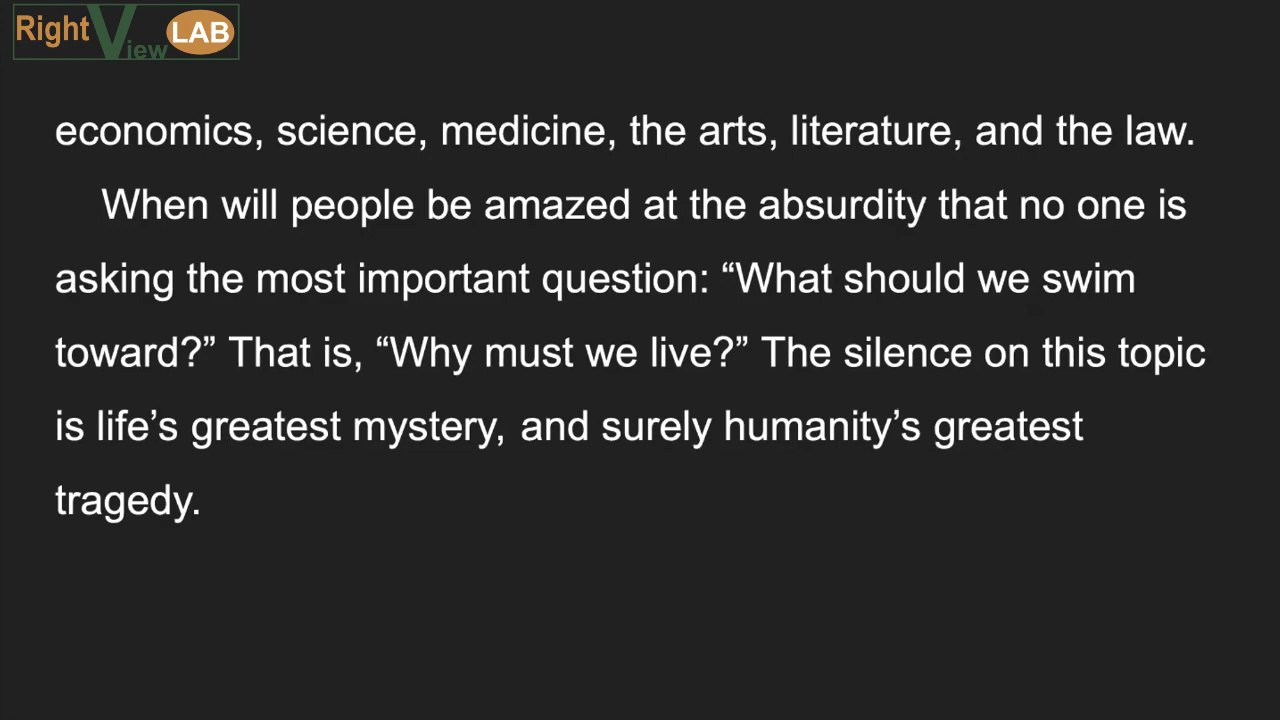 Right View LAB
economics, science, medicine, the arts, literature, and the law.
When will people be amazed at the absurdity that no one is
asking the most important question: “What should we swim
toward?” That is, “Why must we live?” The silence on this topic
is life’s greatest mystery, and surely humanity’s greatest
tragedy.